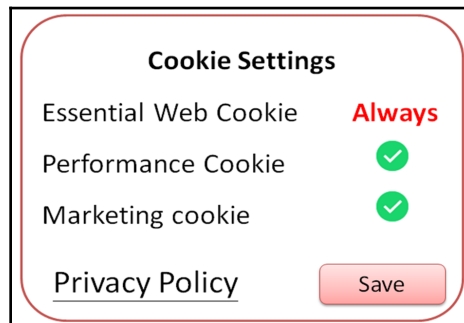 Cookie Settings
Essential Web Cookie Always
Performance Cookie
Marketing cookie
Privacy Policy Save